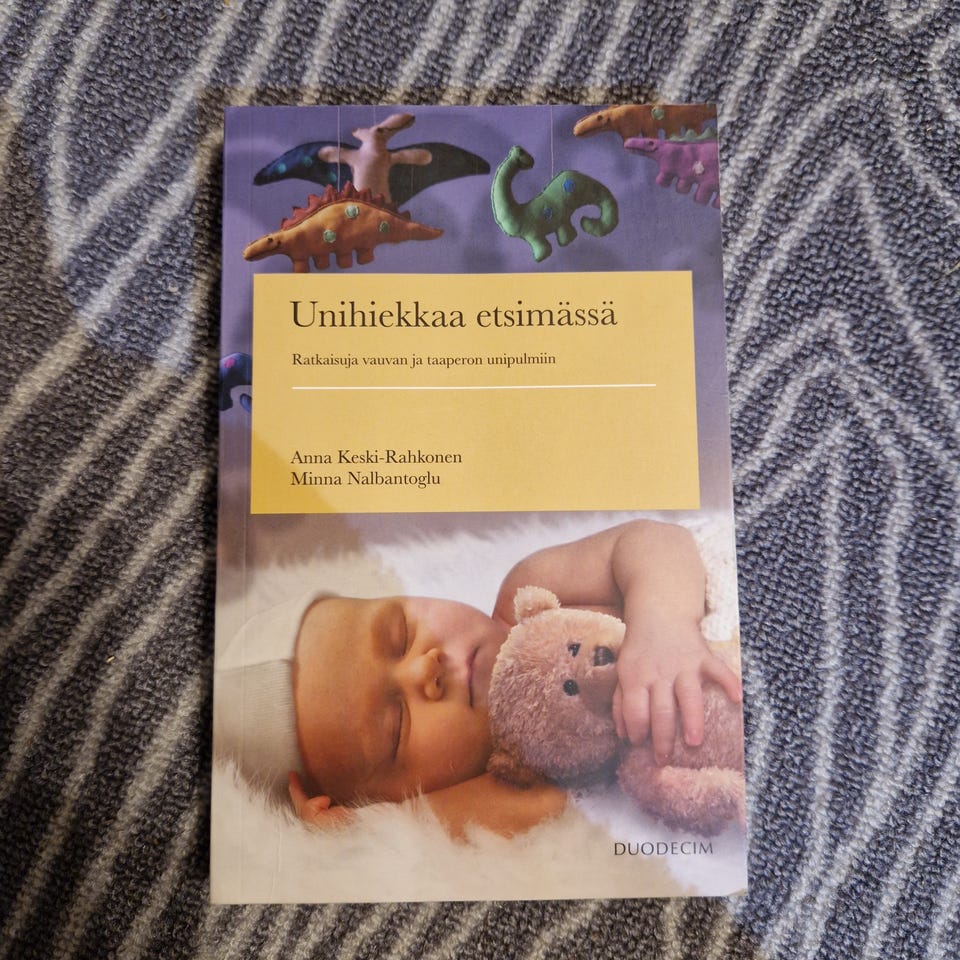 Unihiekkaa etsimässä
Ratkaisuja vauvan ja taaperon unipulmiin
Anna Keski-Rahkonen
Minna Nalbantoglu
DUODECIM